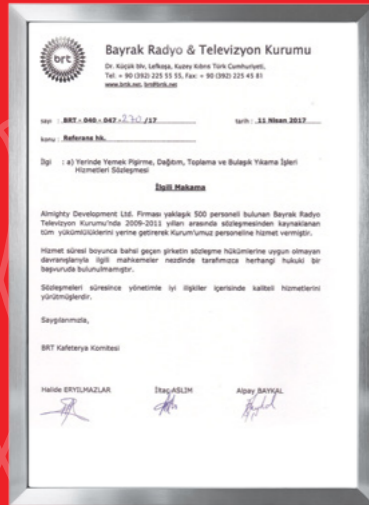 brt
Bayrak Radyo & Televizyon Kurumu
Dr. Küçük blv, Lefkoşa, Kuzey Kıbrıs Türk Cumhuriyeti,
Tel: + 90 (392) 225 55 55, Fax: + 90 (392) 225 45 81
www.brtk.net, brt@brtk.net
sayı : BRT - 040 - 047 - 270 /17 tarih : 11 Nisan 2017
konu : Referans hk.
İlgi : a) Yerinde Yemek Pişirme, Dağıtım, Toplama ve Bulaşık Yıkama İşleri
Hizmetleri Sözleşmesi
İlgili Makama
Almighty Development Ltd. Firması yaklaşık 500 personeli bulunan Bayrak Radyo
Televizyon Kurumu'nda 2009-2011 yılları arasında sözleşmesinden kaynaklanan
tüm yükümlülüklerini yerine getirerek Kurum'umuz personeline hizmet vermiştir.
Hizmet süresi boyunca bahsi geçen şirketin sözleşme hükümlerine uygun olmayan
davranışlarıyla ilgili mahkemeler nezdinde tarafımızca herhangi hukuki bir
başvuruda bulunulmamıştır.
Sözleşmeleri süresince yönetimle iyi ilişkiler içerisinde kaliteli hizmetlerini
yürütmüşlerdir.
Saygılarımızla,
BRT Kafeterya Komitesi
Halide ERYILMAZLAR İltaç ASLIM Alpay BAYKAL